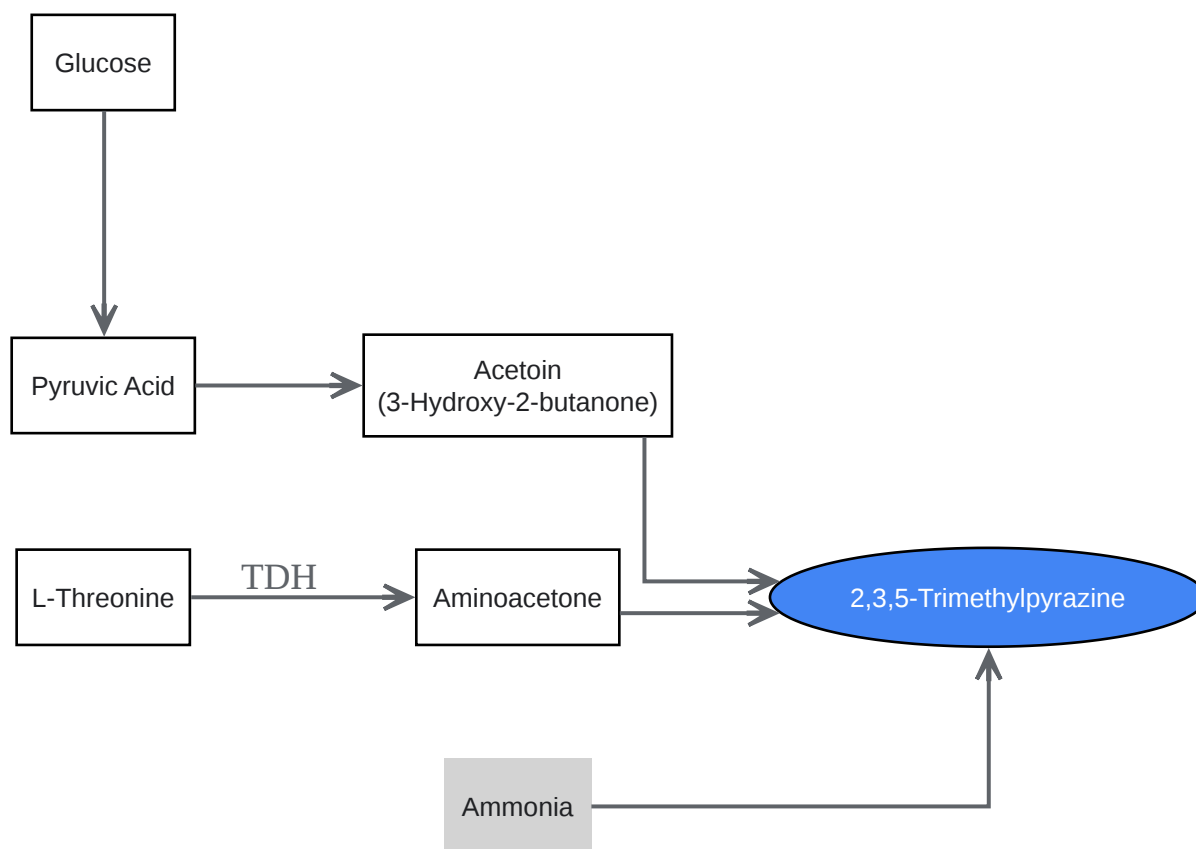 Glucose
Pyruvic Acid
Acetoin
(3-Hydroxy-2-butanone)
L-Threonine
TDH
Aminoacetone
2,3,5-Trimethylpyrazine
Ammonia